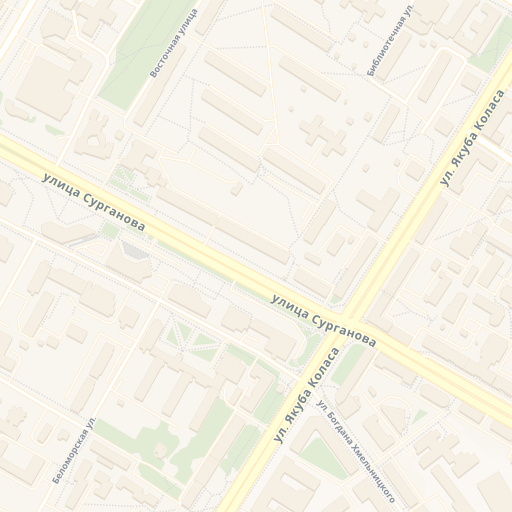 Восточная улица
Библиотечная ул.
ул. Якуба Коласа
улица Сурганова
улица Сурганова
ул. Якуба Коласа
ул. Богдана Хмельницкого
Беломорская ул.